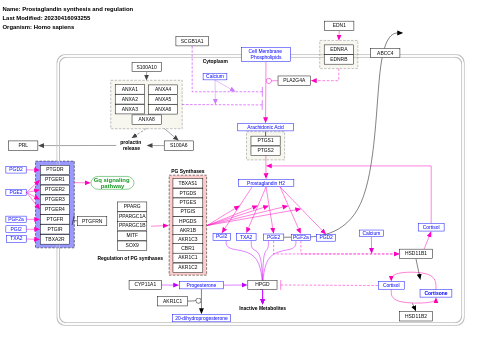 Name: Prostaglandin synthesis and regulation
Last Modified: 20230416093255
Organism: Homo sapiens
EDN1
SCGB1A1
EDNRA
EDNRB
ABCC4
Cell Membrane
Phospholipids
Cytoplasm
S100A10
Calcium
PLA2G4A
ANXA1
ANXA4
ANXA2
ANXA5
ANXA3
ANXA6
ANXA8
Arachidonic Acid
PTGS1
PTGS2
PRL
prolactin
release
S100A8
PGD2
PGE2
PGF2a
PGI2
TXA2
PTGDR
PTGER1
PTGER2
PTGER3
PTGER4
PTGFR
PTGIR
TBXA2R
PTGFRN
Gq signaling
pathway
PG Synthases
TBXAS1
PTGDS
PTGES
PTGIS
HPGDS
AKR1B
AKR1C3
CBR1
AKR1C1
AKR1C2
Prostaglandin H2
PPARG
PPARGC1A
PPARGC1B
MITF
SOX9
Regulation of PG synthases
PGI2
TXA2
PGE2
PGF2a
PGD2
Calcium
Cortisol
HSD11B1
CYP11A1
Progesterone
HPGD
Cortisol
Cortisone
AKR1C1
Inactive Metabolites
HSD11B2
20-dihydroprogesterone